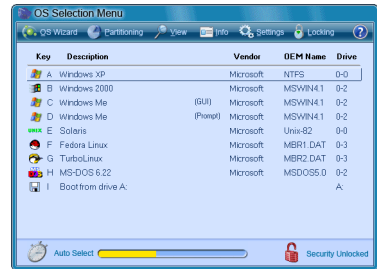 OS Selection Menu
OS Wizard Partitioning View Info Settings Locking ?
Key Description Vendor OEM Name Drive
A Windows XP Microsoft NTFS 0-0
B Windows 2000 Microsoft MSWIN4.1 0-2
C Windows Me (GUI) Microsoft MSWIN4.1 0-2
D Windows Me (Prompt) Microsoft MSWIN4.1 0-2
UNIX E Solaris Microsoft Unix-82 0-0
F Fedora Linux Microsoft MBR1.DAT 0-3
G TurboLinux Microsoft MBR2.DAT 0-3
H MS-DOS 6.22 Microsoft MSDOS5.0 0-2
I Boot from drive A: A:
Auto Select Security Unlocked